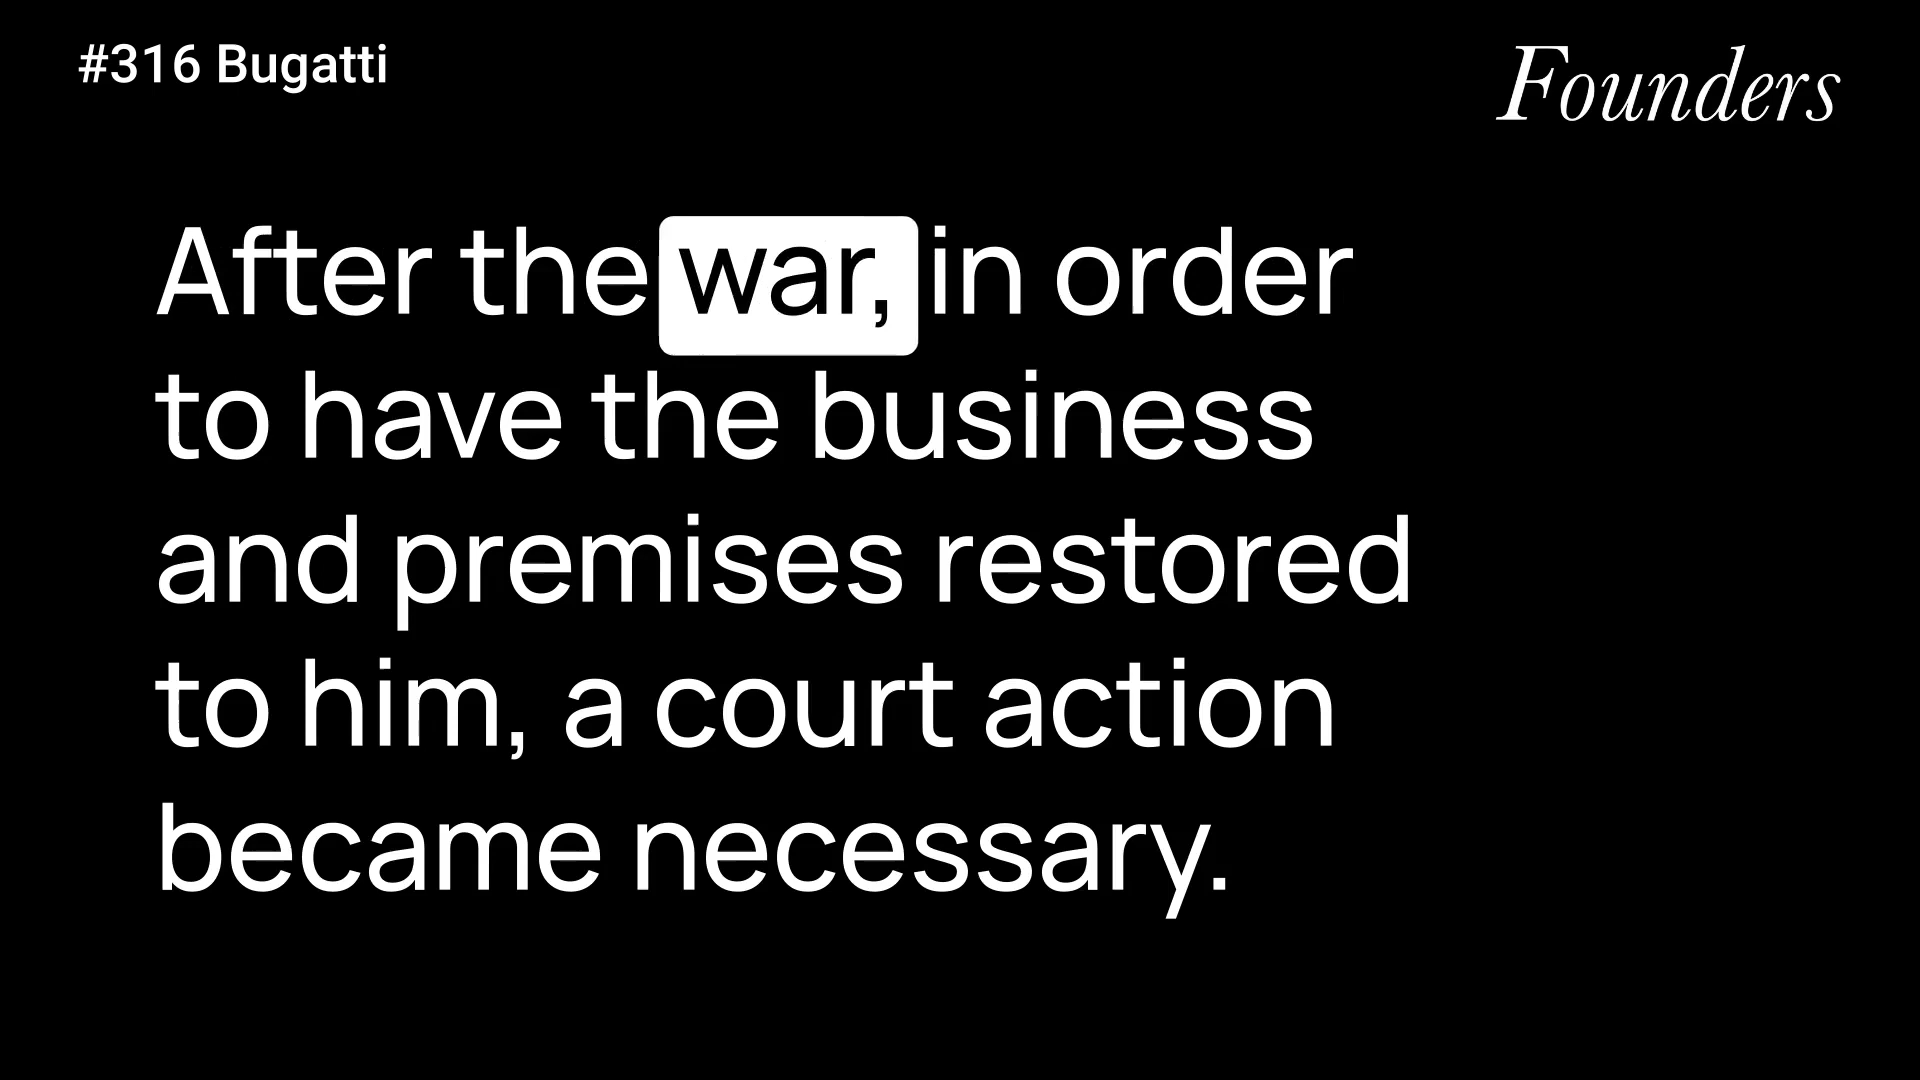 #316 Bugatti
Founders
After the war, in order
to have the business
and premises restored
to him, a court action
became necessary.